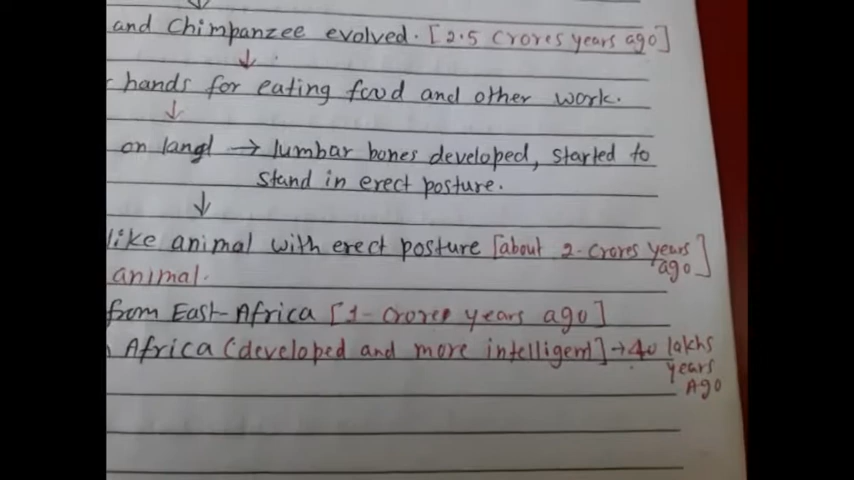 and Chimpanzee evolved. [2.5 Crores years ago]
↓
hands for eating food and other work.
↓
on land → lumbar bones developed, started to
stand in erect posture.
↓
like animal with erect posture [about 2-crores years
ago]
animal.
from East-Africa [1-crores years ago]
Africa (developed and more intelligent] → 40 lakhs
years
Ago